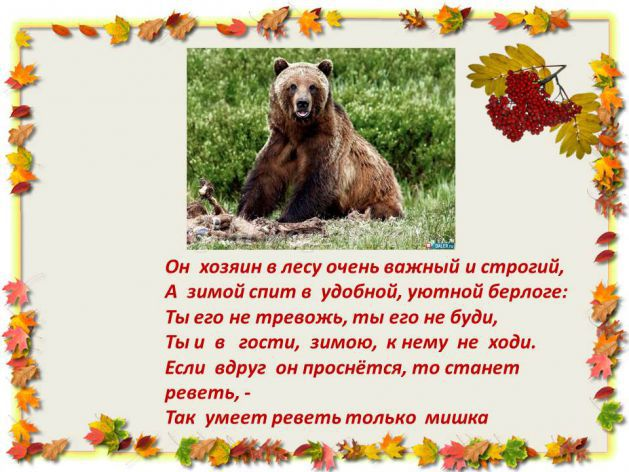 Он хозяин в лесу очень важный и строгий,
А зимой спит в удобной, уютной берлоге:
Ты его не тревожь, ты его не буди,
Ты и в гости, зимою, к нему не ходи.
Если вдруг он проснётся, то станет
реветь, -
Так умеет реветь только мишка